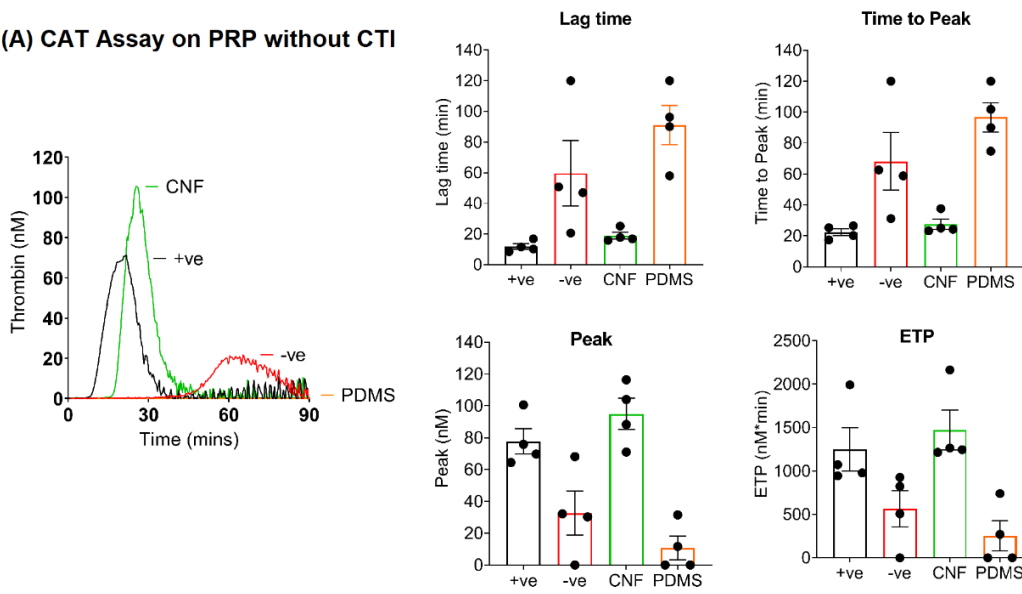 (A) CAT Assay on PRP without CTI
Thrombin (nM)
120
100
80
60
40
20
0
0 30 60 90
Time (mins)
CNF
+ve
-ve
PDMS
Lag time
Lag time (min)
140
120
100
80
60
40
20
0
+ve -ve CNF PDMS
Time to Peak
Time to Peak (min)
140
120
100
80
60
40
20
0
+ve -ve CNF PDMS
Peak
Peak (nM)
140
120
100
80
60
40
20
0
+ve -ve CNF PDMS
ETP
ETP (nM*min)
2500
2000
1500
1000
500
0
+ve -ve CNF PDMS